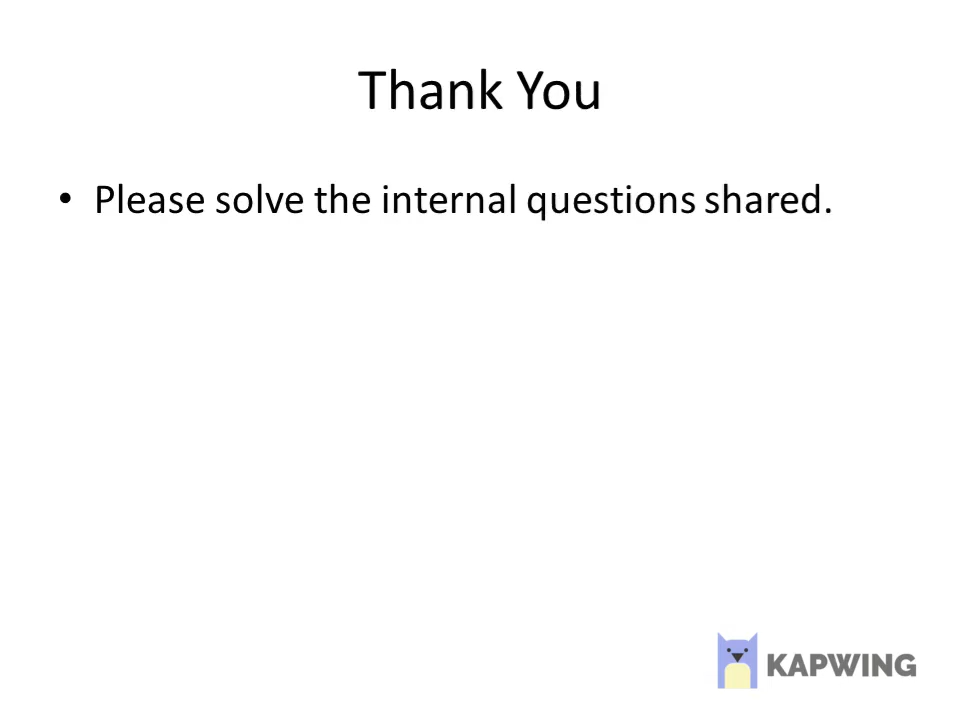 Thank You
• Please solve the internal questions shared.
KAPWING